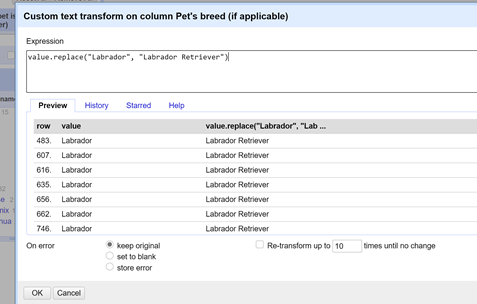 Custom text transform on column Pet's breed (if applicable)
Expression
value.replace("Labrador", "Labrador Retriever")
Preview History Starred Help
row value value.replace("Labrador", "Lab ...
483. Labrador Labrador Retriever
607. Labrador Labrador Retriever
616. Labrador Labrador Retriever
635. Labrador Labrador Retriever
656. Labrador Labrador Retriever
662. Labrador Labrador Retriever
746. Labrador Labrador Retriever
On error keep original Re-transform up to 10 times until no change
set to blank
store error
OK Cancel